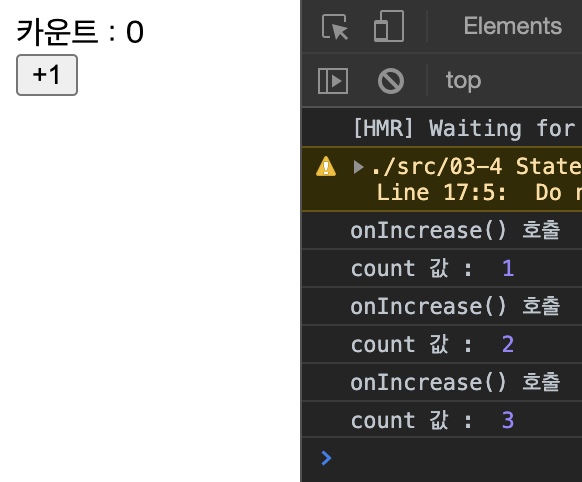 카운트 : 0
+1
Elements
top
[HMR] Waiting for
./src/03-4 State
Line 17:5: Do
onIncrease() 호출
count 값 : 1
onIncrease() 호출
count 값 : 2
onIncrease() 호출
count 값 : 3